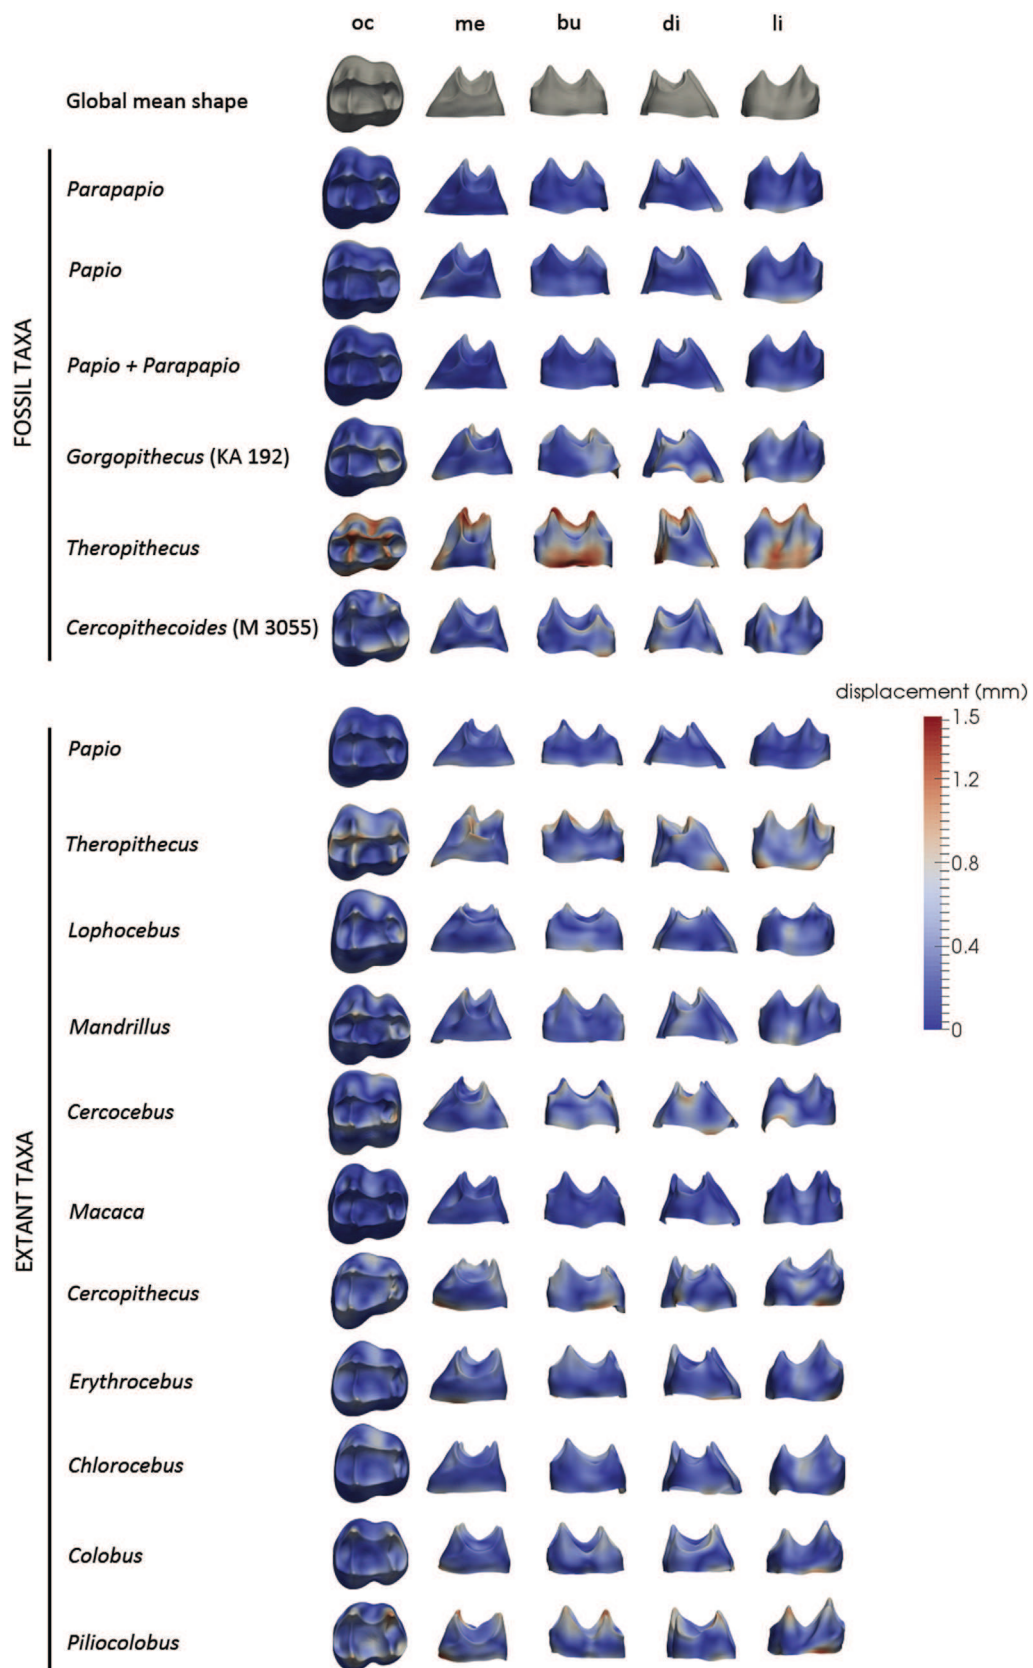 oc me bu di li
Global mean shape
FOSSIL TAXA
Parapapio
Papio
Papio + Parapapio
Gorgopithecus (KA 192)
Theropithecus
Cercopithecoides (M 3055)
displacement (mm)
1.5
1.2
0.8
0.4
0
EXTANT TAXA
Papio
Theropithecus
Lophocebus
Mandrillus
Cercocebus
Macaca
Cercopithecus
Erythrocebus
Chlorocebus
Colobus
Piliocolobus